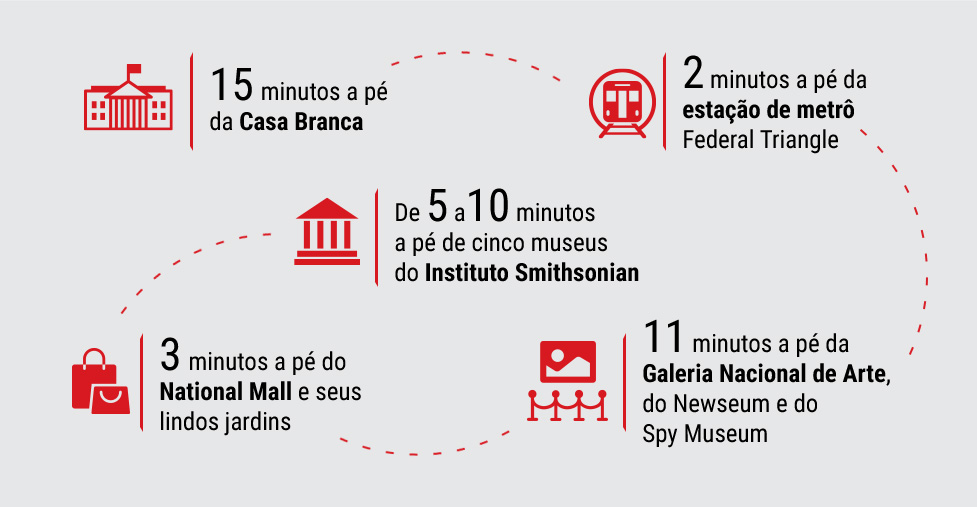 15 minutos a pé
da Casa Branca
2 minutos a pé da
estação de metrô
Federal Triangle
De 5 a 10 minutos
a pé de cinco museus
do Instituto Smithsonian
3 minutos a pé do
National Mall e seus
lindos jardins
11 minutos a pé da
Galeria Nacional de Arte,
do Newseum e do
Spy Museum